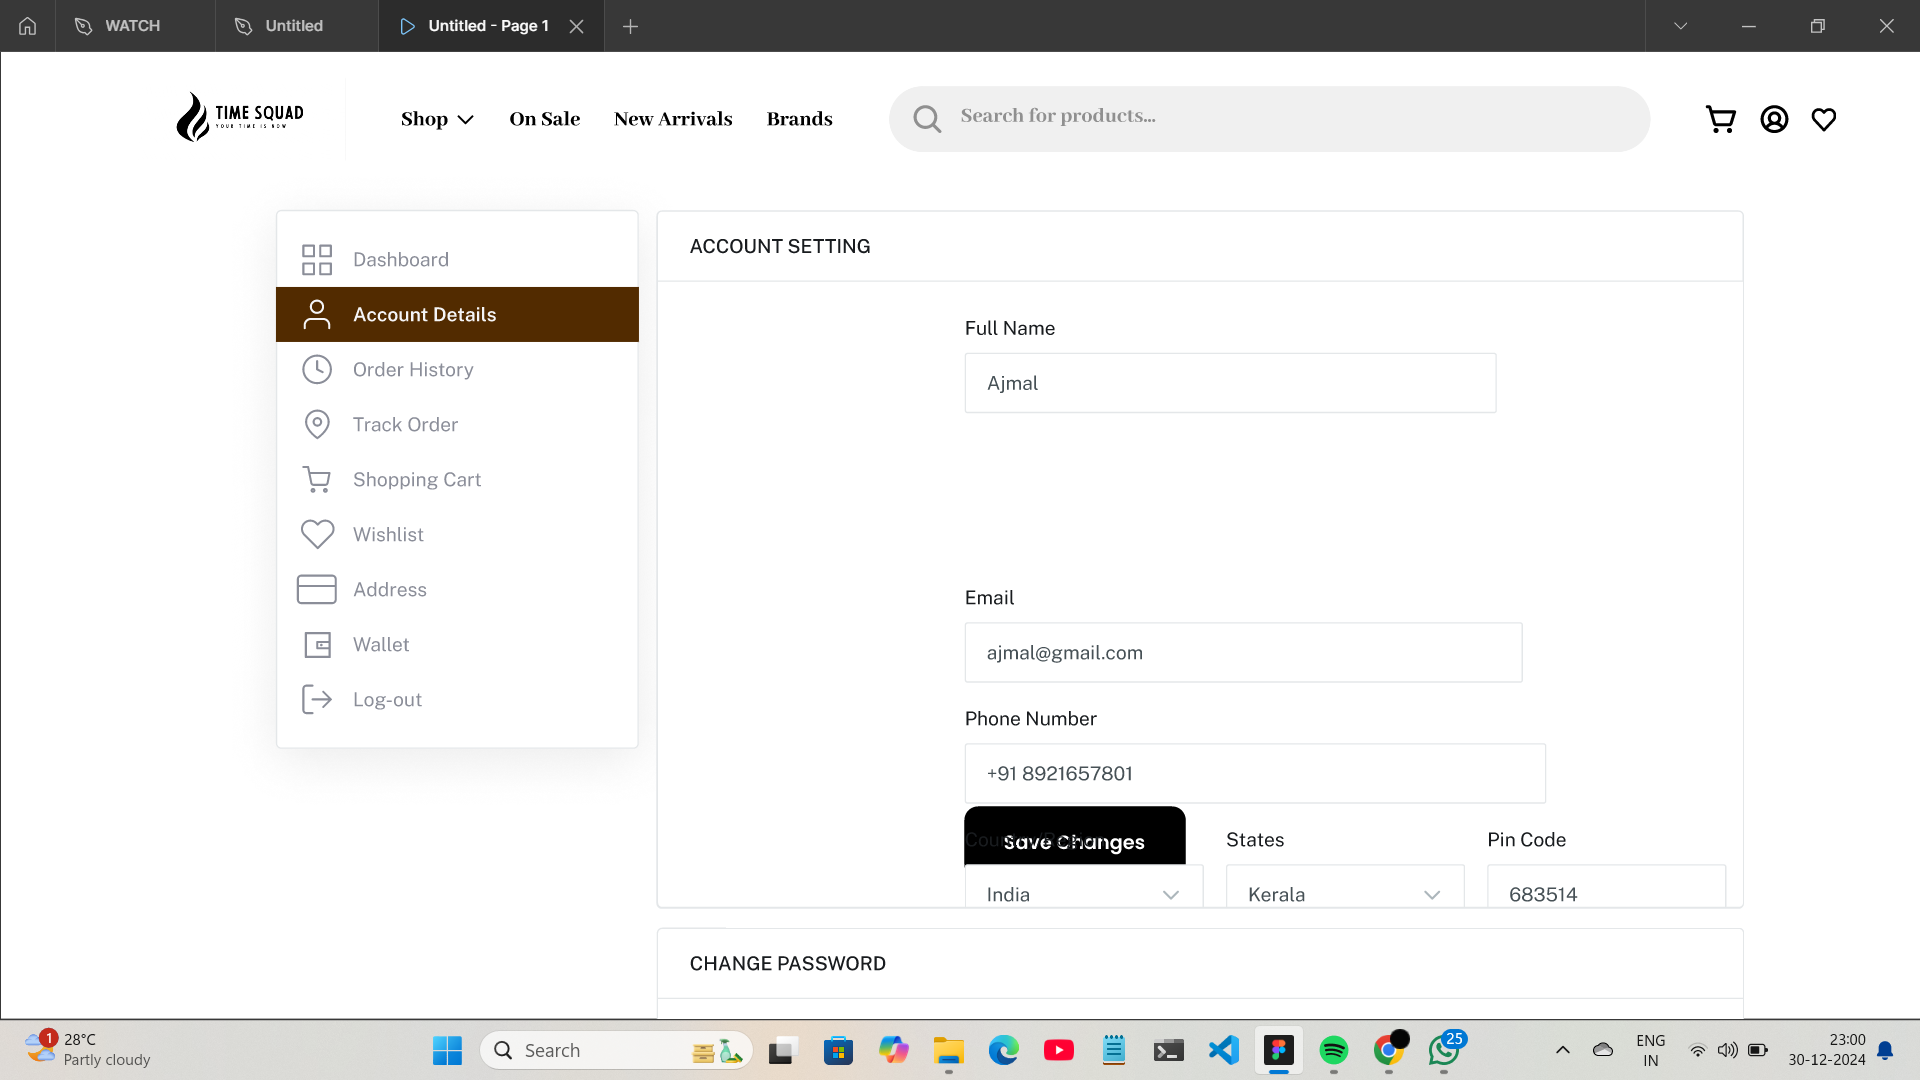 WATCH
Untitled
Untitled - Page 1
TIME SQUAD
YOUR TIME IS NOW
Shop
On Sale
New Arrivals
Brands
Search for products...
Dashboard
Account Details
Order History
Track Order
Shopping Cart
Wishlist
Address
Wallet
Log-out
ACCOUNT SETTING
Full Name
Ajmal
Email
ajmal@gmail.com
Phone Number
+91 8921657801
Save Changes
States
Pin Code
India
Kerala
683514
CHANGE PASSWORD
1
28°C
Partly cloudy
Search
25
ENG
IN
23:00
30-12-2024